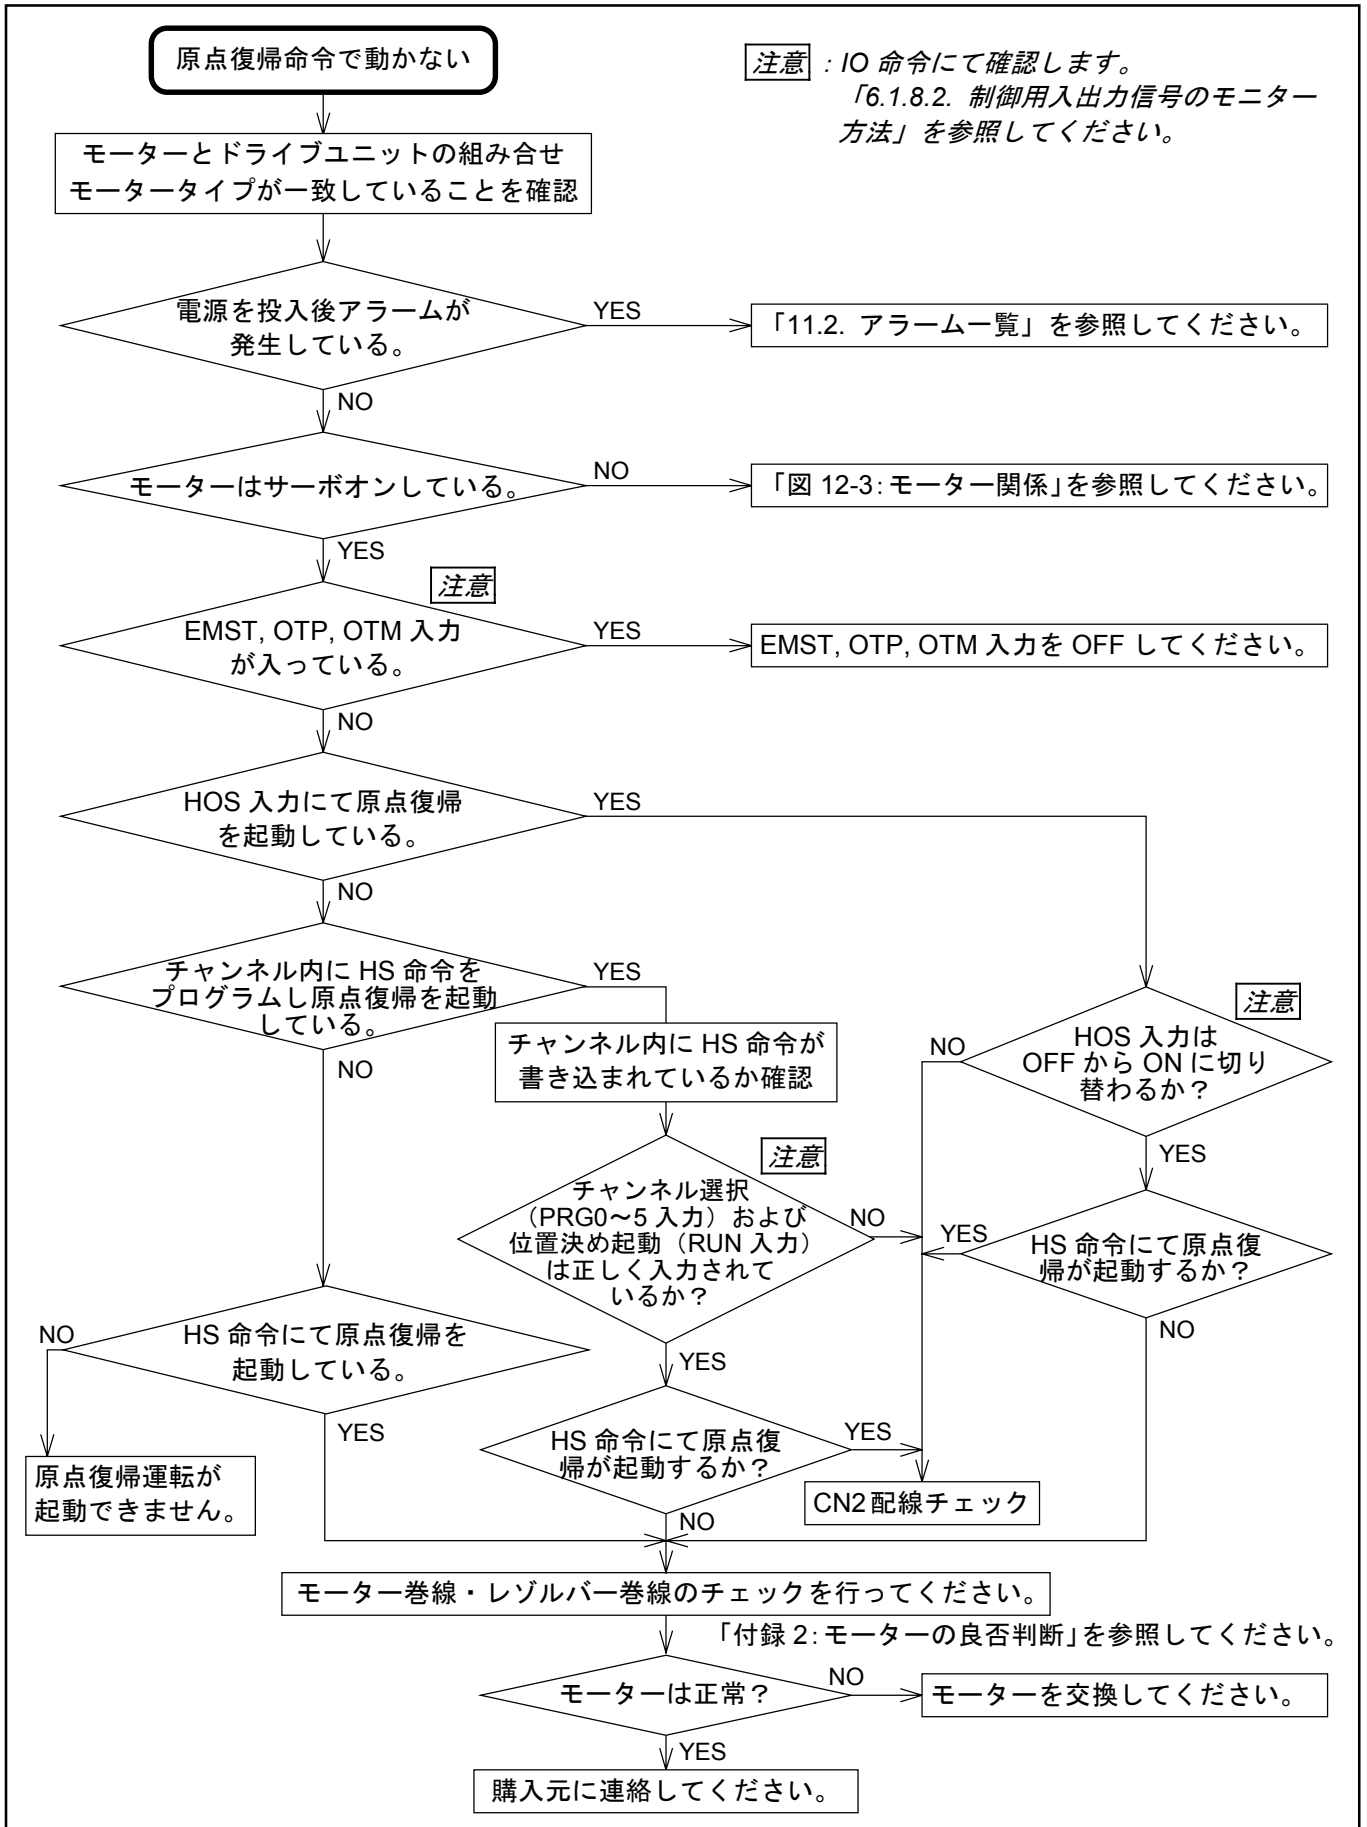 原点復帰命令で動かない
注意 : IO 命令にて確認します。
「6.1.8.2. 制御用入出力信号のモニター
方法」を参照してください。
モーターとドライブユニットの組み合せ
モータータイプが一致していることを確認
電源を投入後アラームが
発生している。
YES
「11.2. アラーム一覧」を参照してください。
NO
モーターはサーボオンしている。
NO
「図 12-3：モーター関係」を参照してください。
YES
注意
EMST, OTP, OTM 入力
が入っている。
YES
EMST, OTP, OTM 入力を OFF してください。
NO
HOS 入力にて原点復帰
を起動している。
YES
NO
チャンネル内に HS 命令を
プログラムし原点復帰を起動
している。
YES
NO
チャンネル内に HS 命令が
書き込まれているか確認
注意
HOS 入力は
OFF から ON に切り
替わるか？
NO
YES
注意
チャンネル選択
（PRG0～5 入力）および
位置決め起動（RUN 入力）
は正しく入力されて
いるか？
NO
YES
HS 命令にて原点復
帰が起動するか？
YES
NO
HS 命令にて原点復帰を
起動している。
NO
YES
原点復帰運転が
起動できません。
HS 命令にて原点復
帰が起動するか？
YES
NO
CN2 配線チェック
モーター巻線・レゾルバー巻線のチェックを行ってください。
「付録 2：モーターの良否判断」を参照してください。
モーターは正常？
NO
モーターを交換してください。
YES
購入元に連絡してください。